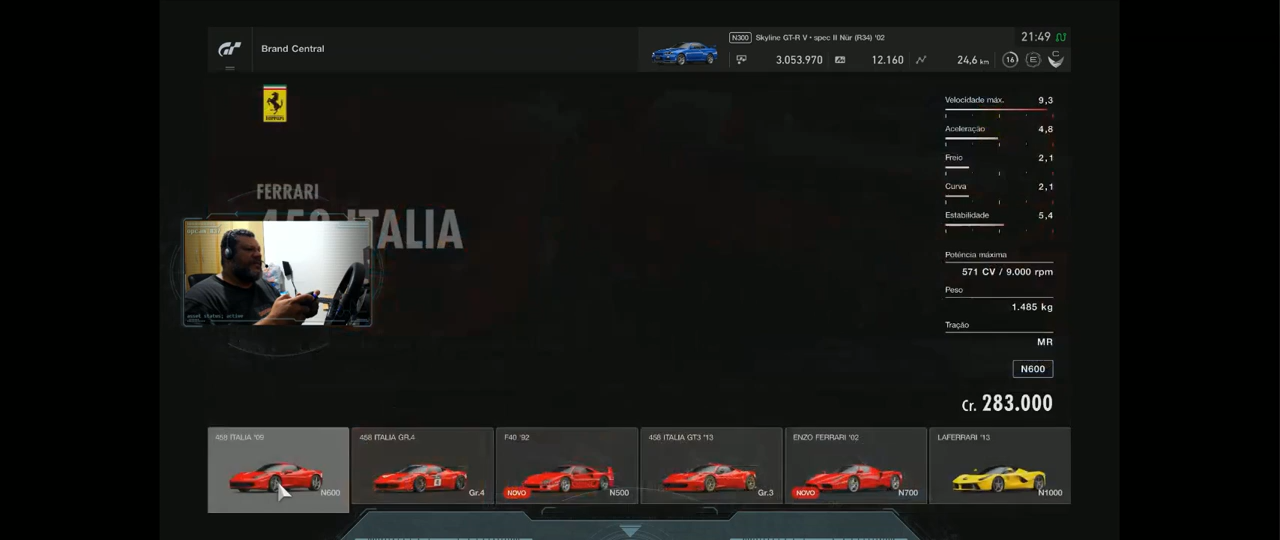 Brand Central
N300 Skyline GT-R V • spec II Nür (R34) '02
21:49
3.053.970 12.160 24,6 km 16 E C
Ferrari
FERRARI
458 ITALIA
Velocidade máx. 9,3
Aceleração 4,8
Freio 2,1
Curva 2,1
Estabilidade 5,4
Potência máxima
571 CV / 9.000 rpm
Peso
1.485 kg
Tração
MR
N600
Cr. 283.000
status: active
458 ITALIA '09
N600
458 ITALIA GR.4
Gr.4
F40 '92
NOVO N500
458 ITALIA GT3 '13
Gr.3
ENZO FERRARI '02
NOVO N700
LAFERRARI '13
N1000